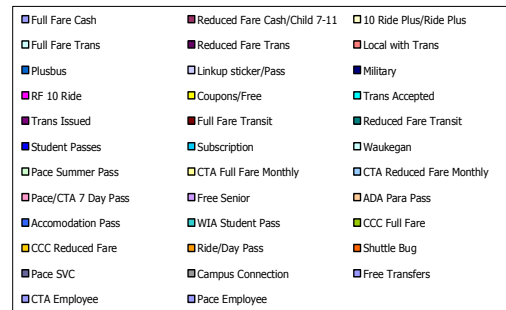 Full Fare Cash Reduced Fare Cash/Child 7-11 10 Ride Plus/Ride Plus
Full Fare Trans Reduced Fare Trans Local with Trans
Plusbus Linkup sticker/Pass Military
RF 10 Ride Coupons/Free Trans Accepted
Trans Issued Full Fare Transit Reduced Fare Transit
Student Passes Subscription Waukegan
Pace Summer Pass CTA Full Fare Monthly CTA Reduced Fare Monthly
Pace/CTA 7 Day Pass Free Senior ADA Para Pass
Accomodation Pass WIA Student Pass CCC Full Fare
CCC Reduced Fare Ride/Day Pass Shuttle Bug
Pace SVC Campus Connection Free Transfers
CTA Employee Pace Employee